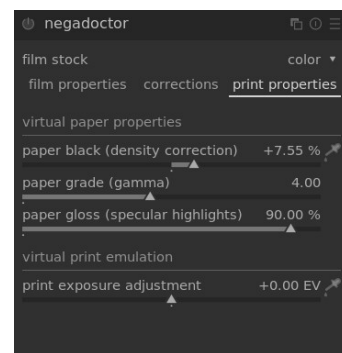 negadoctor
film stock color
film properties corrections print properties
virtual paper properties
paper black (density correction) +7.55 %
paper grade (gamma) 4.00
paper gloss (specular highlights) 90.00 %
virtual print emulation
print exposure adjustment +0.00 EV